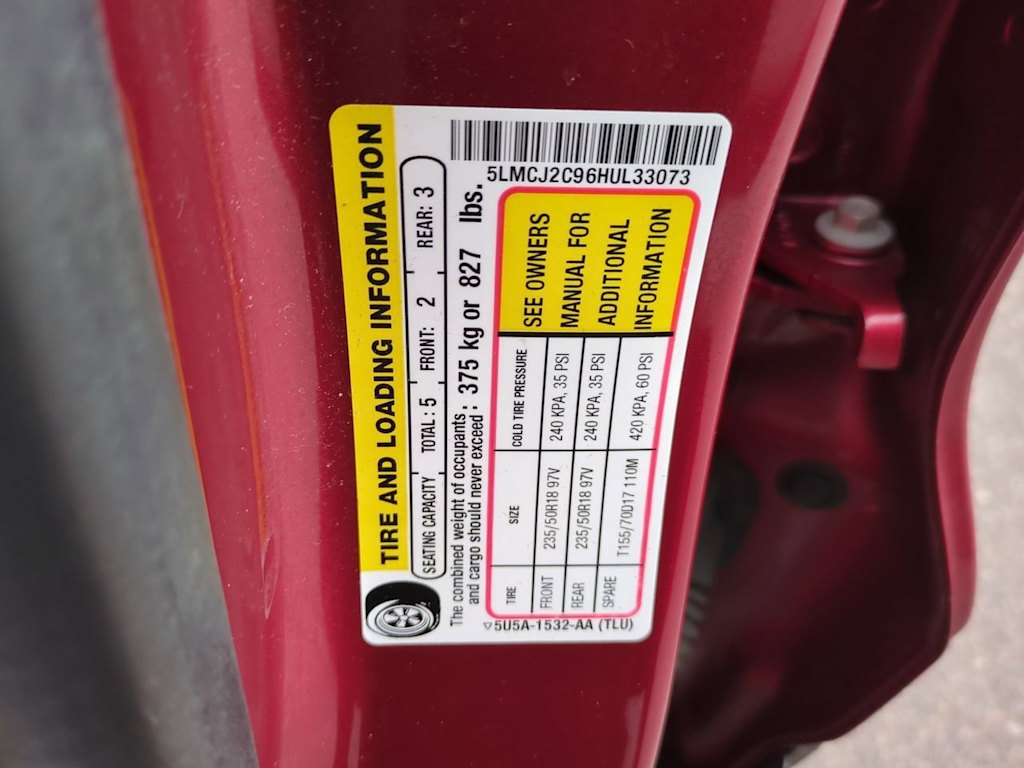 TIRE AND LOADING INFORMATION
SEATING CAPACITY TOTAL : 5 FRONT: 2 REAR: 3
The combined weight of occupants and cargo should never exceed : 375 kg or 827 lbs.
TIRE SIZE COLD TIRE PRESSURE
FRONT 235/50R18 97V 240 KPA, 35 PSI
REAR 235/50R18 97V 240 KPA, 35 PSI
SPARE T155/70D17 110M 420 KPA, 60 PSI
SEE OWNERS
MANUAL FOR
ADDITIONAL
INFORMATION
5U5A-1532-AA (TLU)
5LMCJ2C96HUL33073